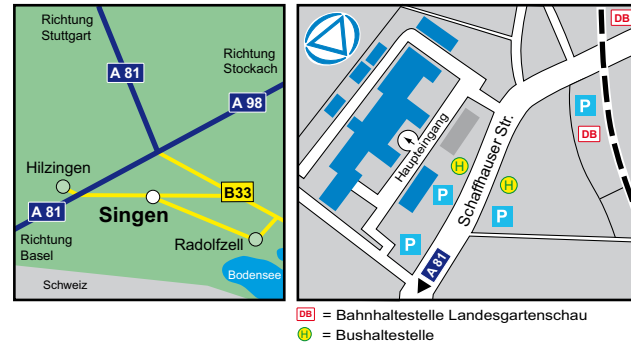 Richtung
Stuttgart
Richtung
Stockach
A 81
A 98
Hilzingen
B33
Singen
A 81
Richtung
Basel
Radolfzell
Bodensee
Schweiz
DB
P
DB
Haupteingang
Schaffhauser Str.
H
H
P
P
P
A 81
DB = Bahnhaltestelle Landesgartenschau
H = Bushaltestelle